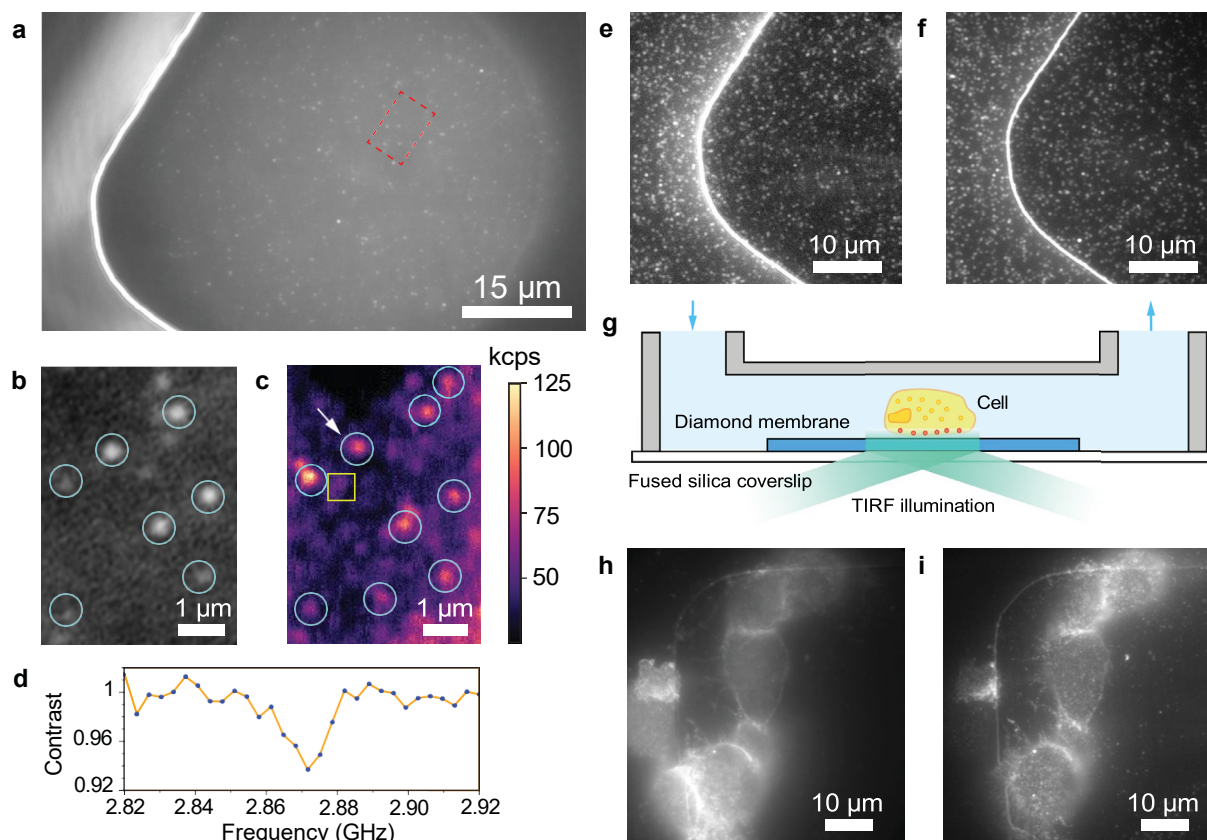 a
15 µm
e
10 µm
f
10 µm
b
1 µm
c
1 µm
kcps
125
100
75
50
g
Cell
Diamond membrane
Fused silica coverslip
TIRF illumination
d
Contrast
1
0.96
0.92
2.82
2.84
2.86
2.88
2.90
2.92
Frequency (GHz)
h
10 µm
i
10 µm